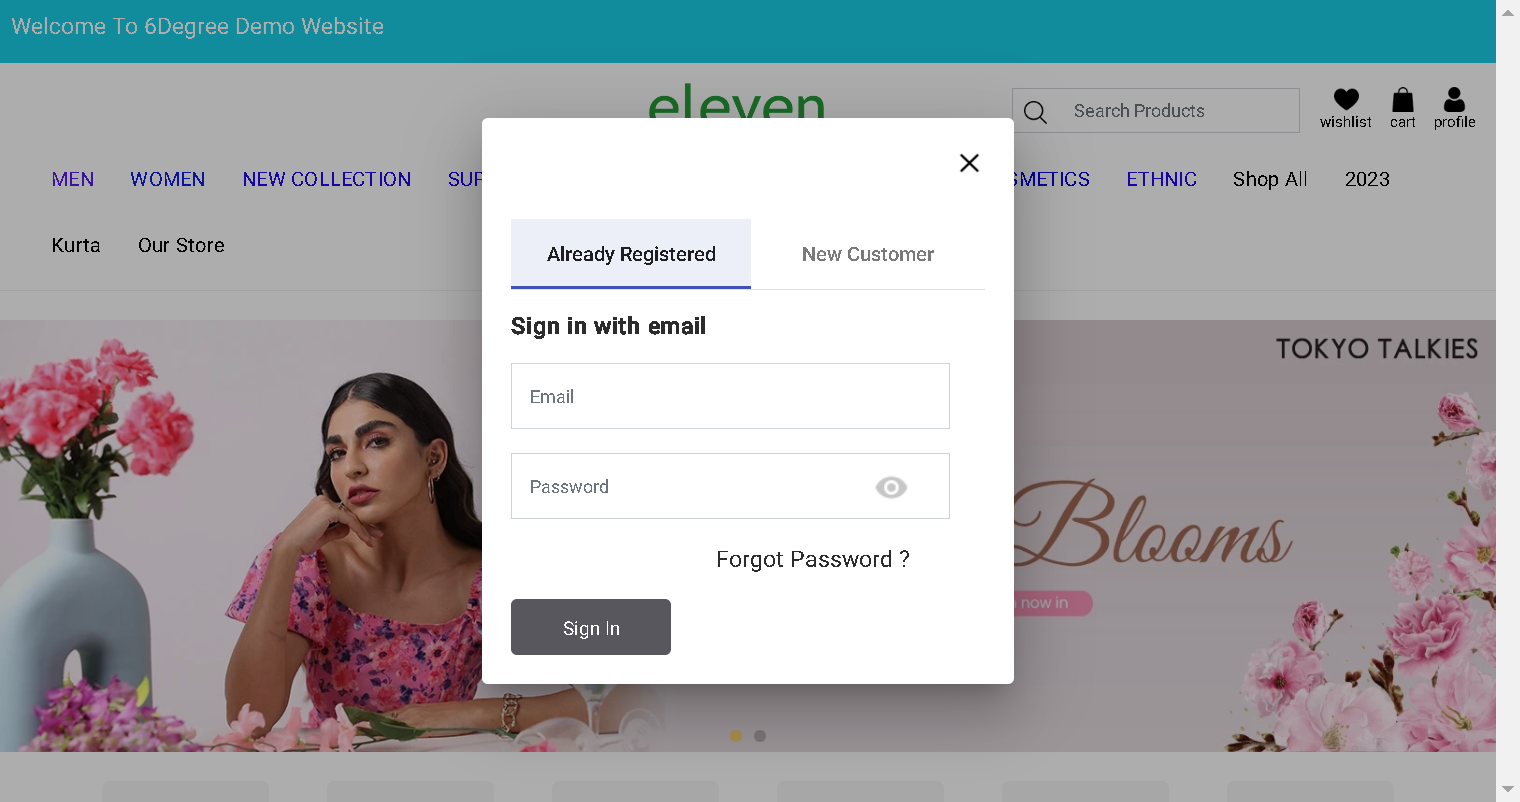 Welcome To 6Degree Demo Website
eleven
Search Products
wishlist
cart
profile
MEN
WOMEN
NEW COLLECTION
SUP
SMETICS
ETHNIC
Shop All
2023
Kurta
Our Store
Already Registered
New Customer
Sign in with email
Email
Password
Forgot Password ?
Sign In
TOKYO TALKIES
Blooms
now in